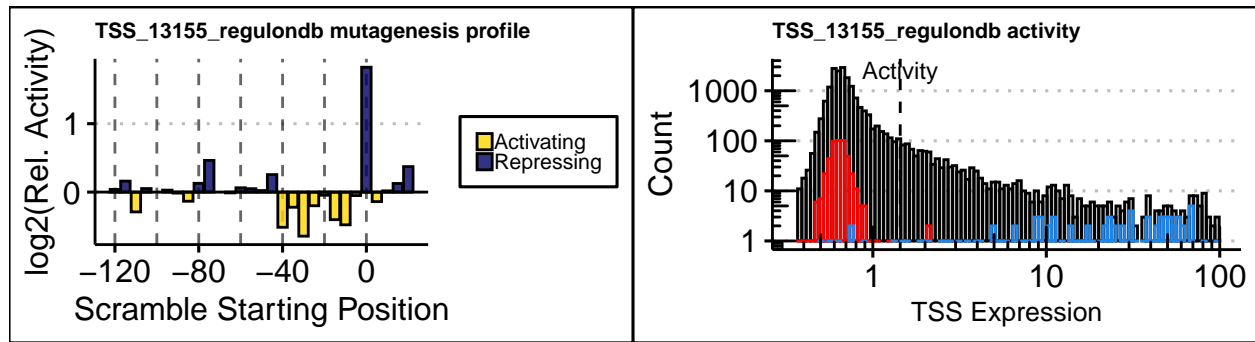 TSS_13155_regulondb mutagenesis profile
log2(Rel. Activity)
1
0
−120
−80
−40
0
Scramble Starting Position
Activating
Repressing
TSS_13155_regulondb activity
Activity
Count
1000
100
10
1
1
10
100
TSS Expression